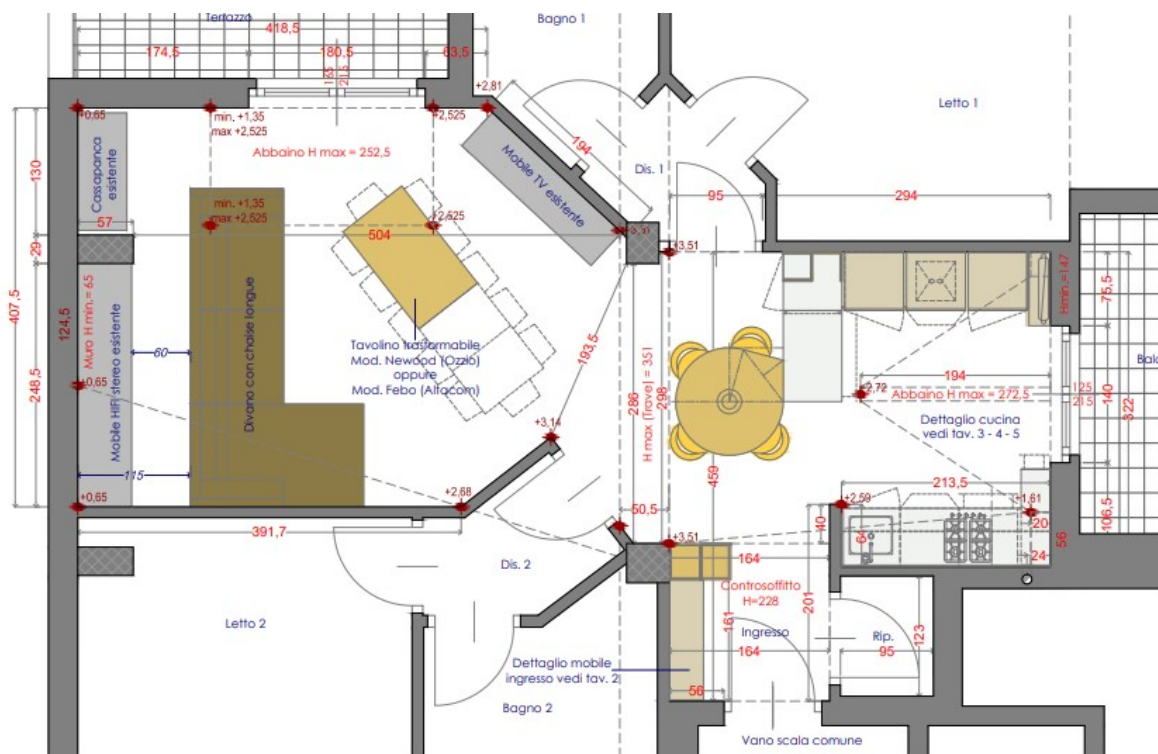 Terrazzo
Bagno 1
418,5
174,5
180,5
63,5
165
215
+2,81
Letto 1
+0,65
min. +1,35
max +2,525
+2,525
Abbaino H max = 252,5
194
Mobile TV esistente
Dis. 1
130
Cassapanca
esistente
95
294
57
min. +1,35
max +2,525
+2,525
504
+3,51
+3,51
29
407,5
124,5
Muro H min.= 65
248,5
Mobile HIFI stereo esistente
60
Divano con chaise longue
Tavolino trasformabile
Mod. Newood (Ozzio)
oppure
Mod. Febo (Alfacom)
193,5
286
H max (Trave) = 351
298
459
Hmin.=147
75,5
194
+2,72
Abbaino H max = 272,5
125
215
140
322
Dettaglio cucina
vedi tav. 3 - 4 - 5
+0,65
+3,14
115
+0,65
+2,68
213,5
+2,59
+1,61
106,5
50,5
40
64
20
56
24
391,7
+3,51
164
Dis. 2
Controsoffitto
H=228
201
161
Letto 2
Ingresso
164
Rip.
95
123
Dettaglio mobile
ingresso vedi tav. 2
56
Bagno 2
Vano scala comune